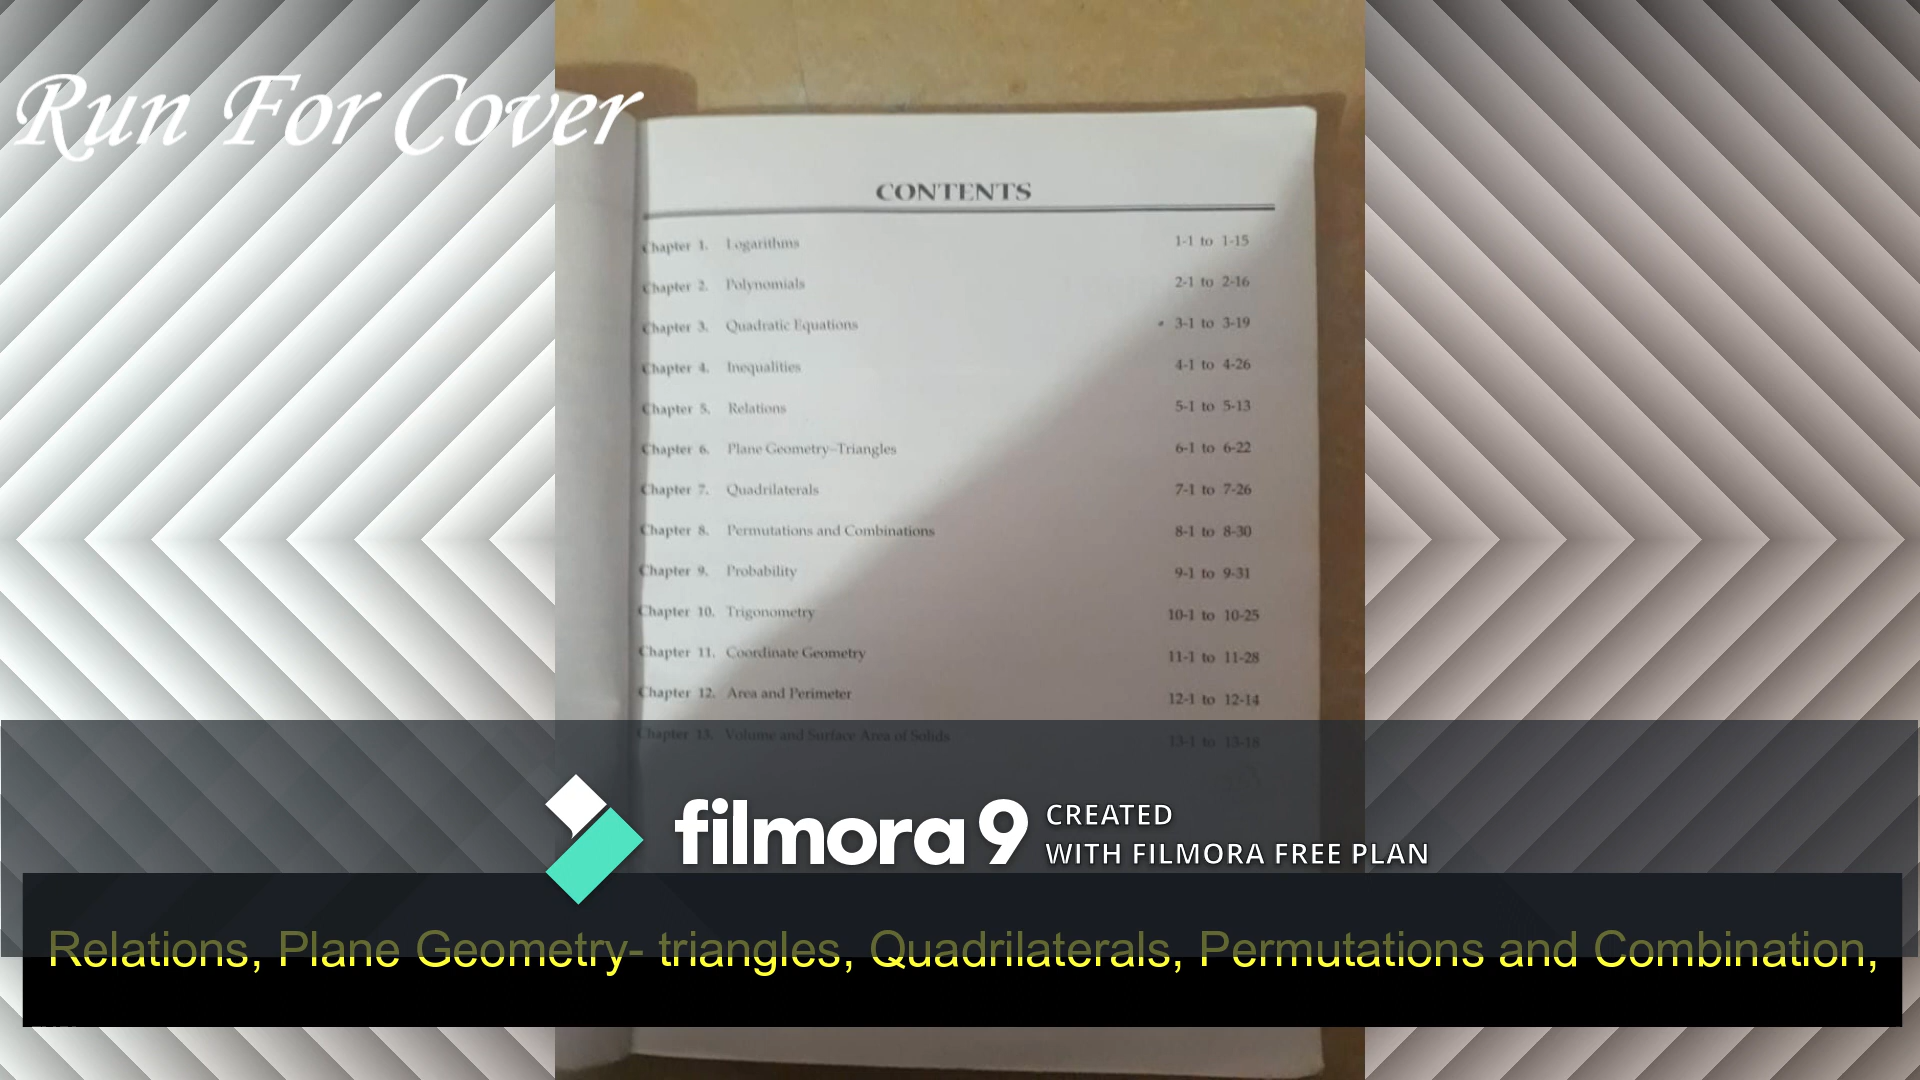 Run For Cover
CONTENTS
Chapter 1. Logarithms 1-1 to 1-15
Chapter 2. Polynomials 2-1 to 2-16
Chapter 3. Quadratic Equations 3-1 to 3-19
Chapter 4. Inequalities 4-1 to 4-26
Chapter 5. Relations 5-1 to 5-13
Chapter 6. Plane Geometry–Triangles 6-1 to 6-22
Chapter 7. Quadrilaterals 7-1 to 7-26
Chapter 8. Permutations and Combinations 8-1 to 8-30
Chapter 9. Probability 9-1 to 9-31
Chapter 10. Trigonometry 10-1 to 10-25
Chapter 11. Coordinate Geometry 11-1 to 11-28
Chapter 12. Area and Perimeter 12-1 to 12-14
Chapter 13. Volume and Surface Area of Solids 13-1 to 13-18
filmora 9 CREATED
WITH FILMORA FREE PLAN
Relations, Plane Geometry- triangles, Quadrilaterals, Permutations and Combination,